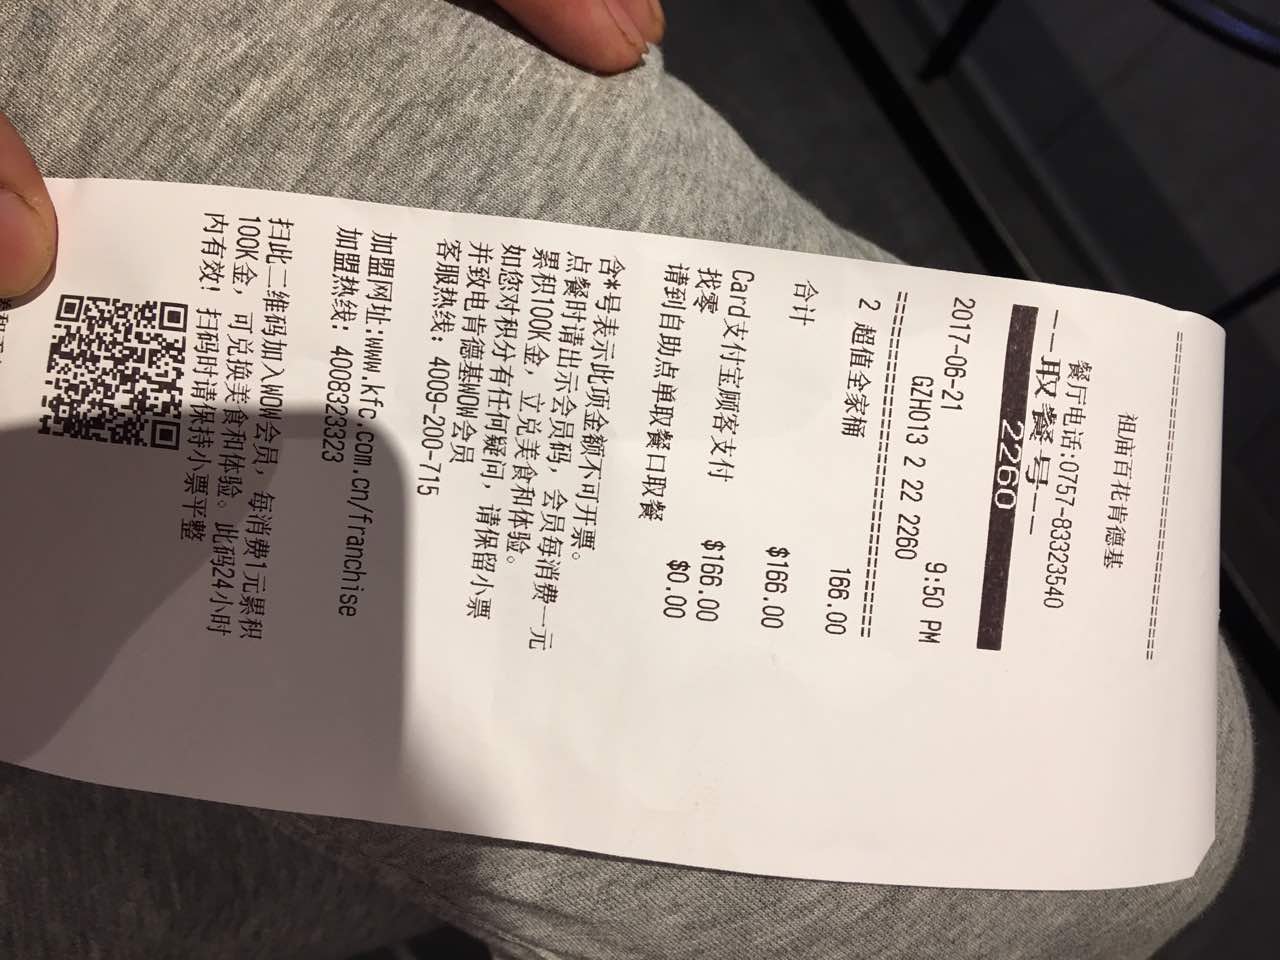 祖庙百花肯德基
餐厅电话:0757-83323540
--取餐号--
2260
2017-06-21 9:50 PM
GZH013 2 22 2260
2 超值全家桶 166.00
合计 $166.00
Card支付宝顾客支付 $166.00
找零 $0.00
请到自助点单取餐口取餐
含*号表示此项金额不可开票。
点餐时请出示会员码，会员每消费一元
累积100K金，立兑美食和体验。
如您对积分有任何疑问，请保留小票
并致电肯德基WOW会员
客服热线：4009-200-715
加盟网址:www.kfc.com.cn/franchise
加盟热线：4008323323
扫此二维码加入WOW会员，每消费1元累积
100K金，可兑换美食和体验。此码24小时
内有效！扫码时请保持小票平整